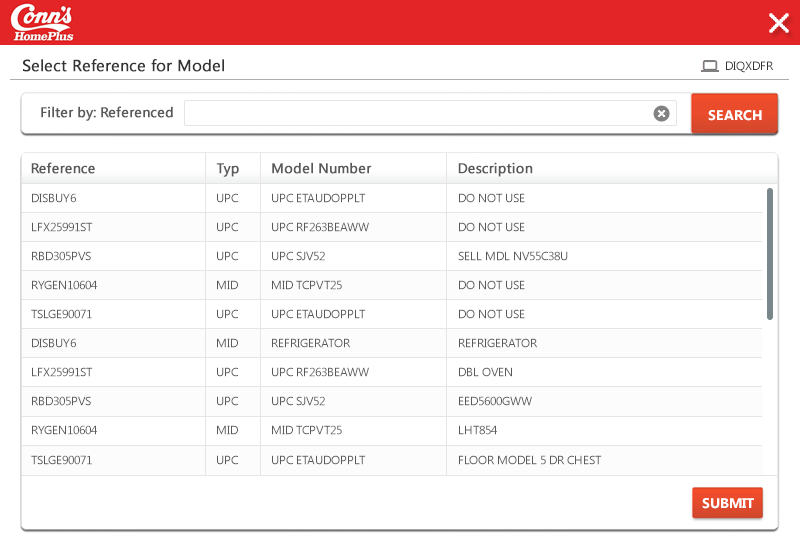 Conn's
HomePlus
Select Reference for Model
DIQXDFR
Filter by: Referenced
SEARCH
Reference Typ Model Number Description
DISBUY6 UPC UPC ETAUDOPPLT DO NOT USE
LFX25991ST UPC UPC RF263BEAWW DO NOT USE
RBD305PVS UPC UPC SJV52 SELL MDL NV55C38U
RYGEN10604 MID MID TCPVT25 DO NOT USE
TSLGE90071 UPC UPC ETAUDOPPLT DO NOT USE
DISBUY6 MID REFRIGERATOR REFRIGERATOR
LFX25991ST UPC UPC RF263BEAWW DBL OVEN
RBD305PVS UPC UPC SJV52 EED5600GWW
RYGEN10604 MID MID TCPVT25 LHT854
TSLGE90071 UPC UPC ETAUDOPPLT FLOOR MODEL 5 DR CHEST
SUBMIT